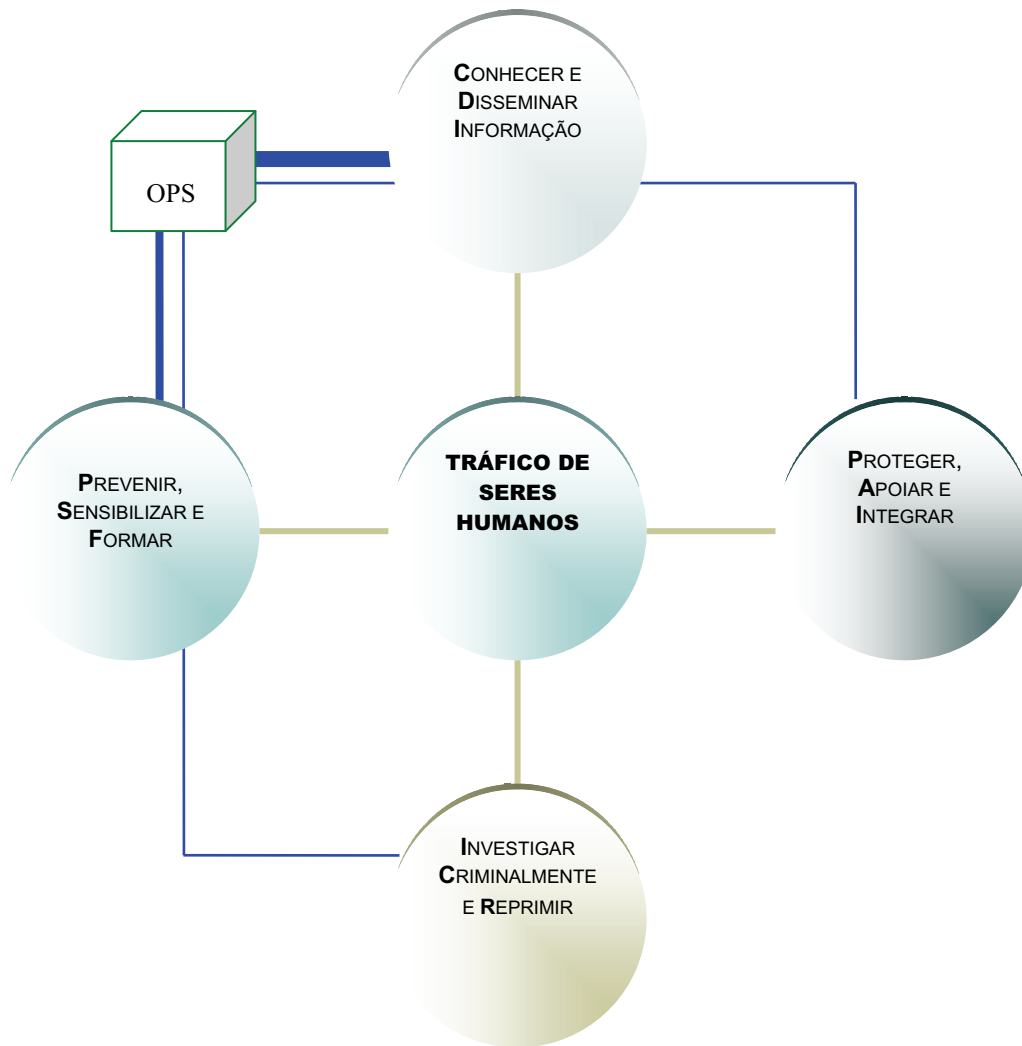 CONHECER E
DISSEMINAR
INFORMAÇÃO
OPS
PREVENIR,
SENSIBILIZAR E
FORMAR
TRÁFICO DE
SERES
HUMANOS
PROTEGER,
APOIAR E
INTEGRAR
INVESTIGAR
CRIMINALMENTE
E REPRIMIR